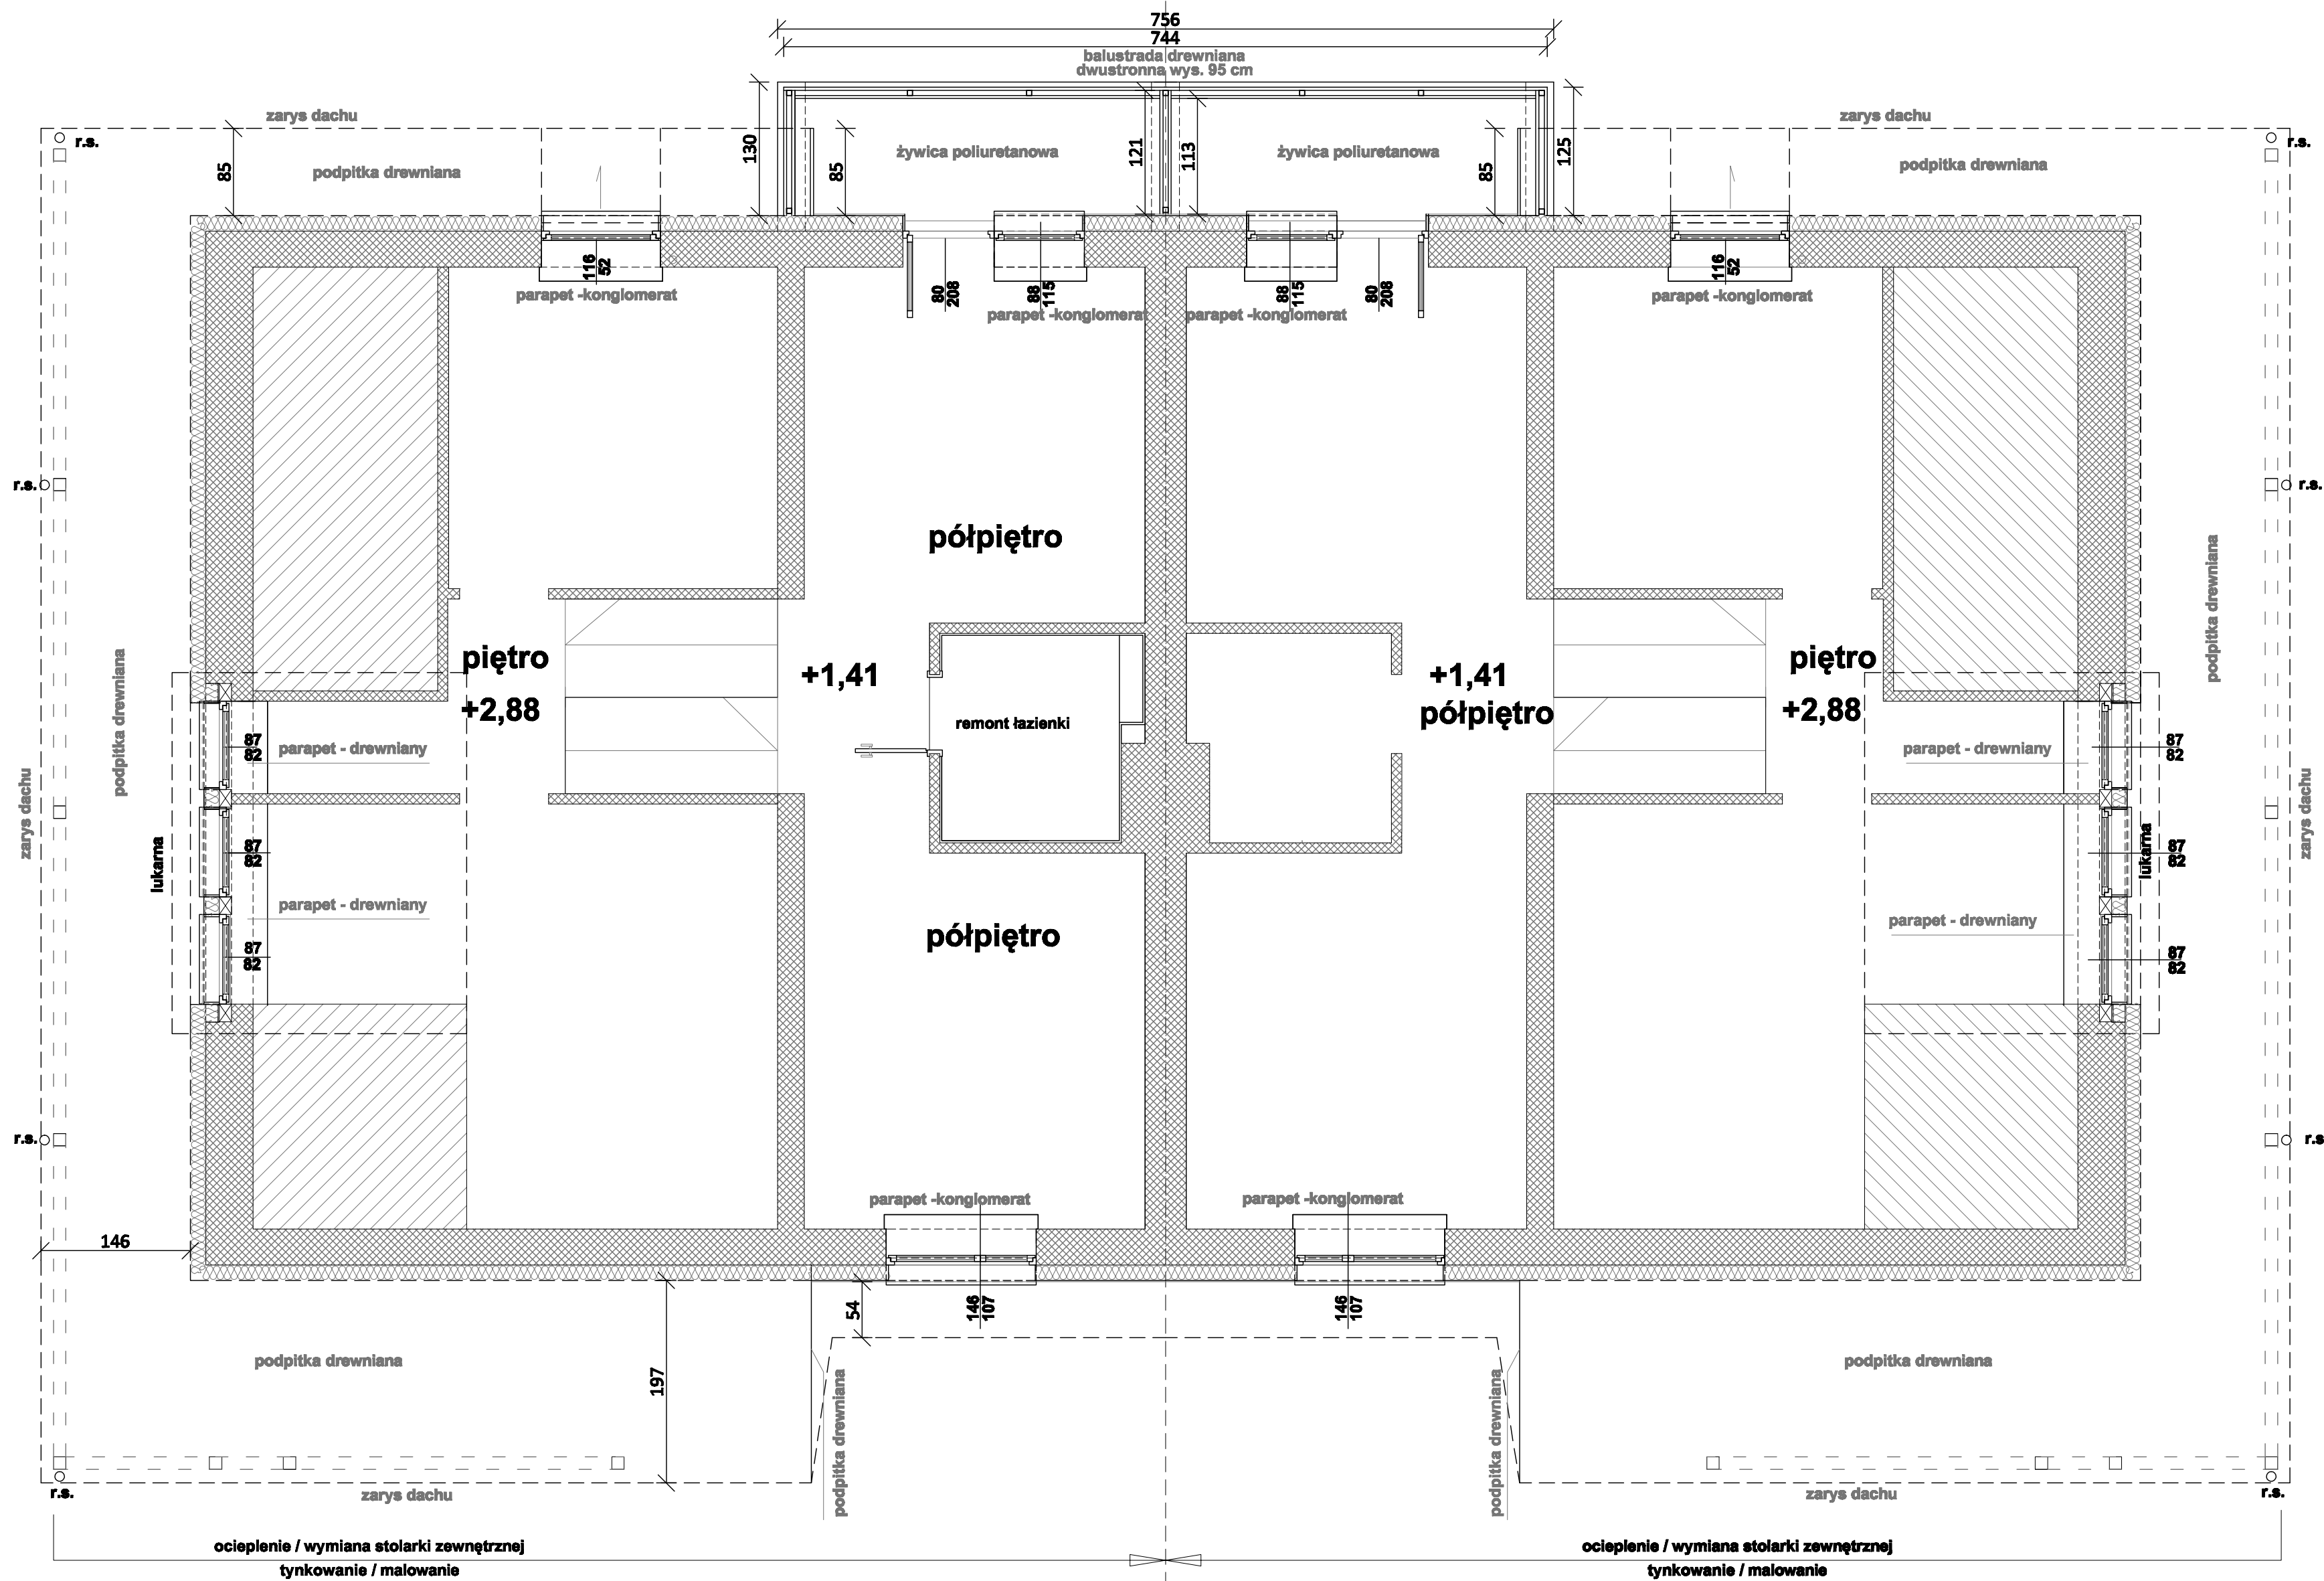 756
744
balustrada drewniana
dwustronna wys. 95 cm
zarys dachu
zarys dachu
r.s.
r.s.
85
podpitka drewniana
130
85
żywica poliuretanowa
121
113
żywica poliuretanowa
85
125
podpitka drewniana
116
52
parapet -konglomerat
80
208
88
115
parapet -konglomerat
88
115
80
208
parapet -konglomerat
116
52
parapet -konglomerat
r.s.
r.s.
półpiętro
podpitka drewniana
podpitka drewniana
piętro
+2,88
+1,41
remont łazienki
+1,41
półpiętro
piętro
+2,88
87
82
parapet - drewniany
parapet - drewniany
87
82
zarys dachu
lukarna
87
82
87
82
lukarna
zarys dachu
parapet - drewniany
parapet - drewniany
87
82
87
82
półpiętro
r.s.
r.s
parapet -konglomerat
parapet -konglomerat
146
54
146
107
146
107
197
podpitka drewniana
podpitka drewniana
podpitka drewniana
podpitka drewniana
r.s.
zarys dachu
zarys dachu
r.s.
ocieplenie / wymiana stolarki zewnętrznej
tynkowanie / malowanie
ocieplenie / wymiana stolarki zewnętrznej
tynkowanie / malowanie